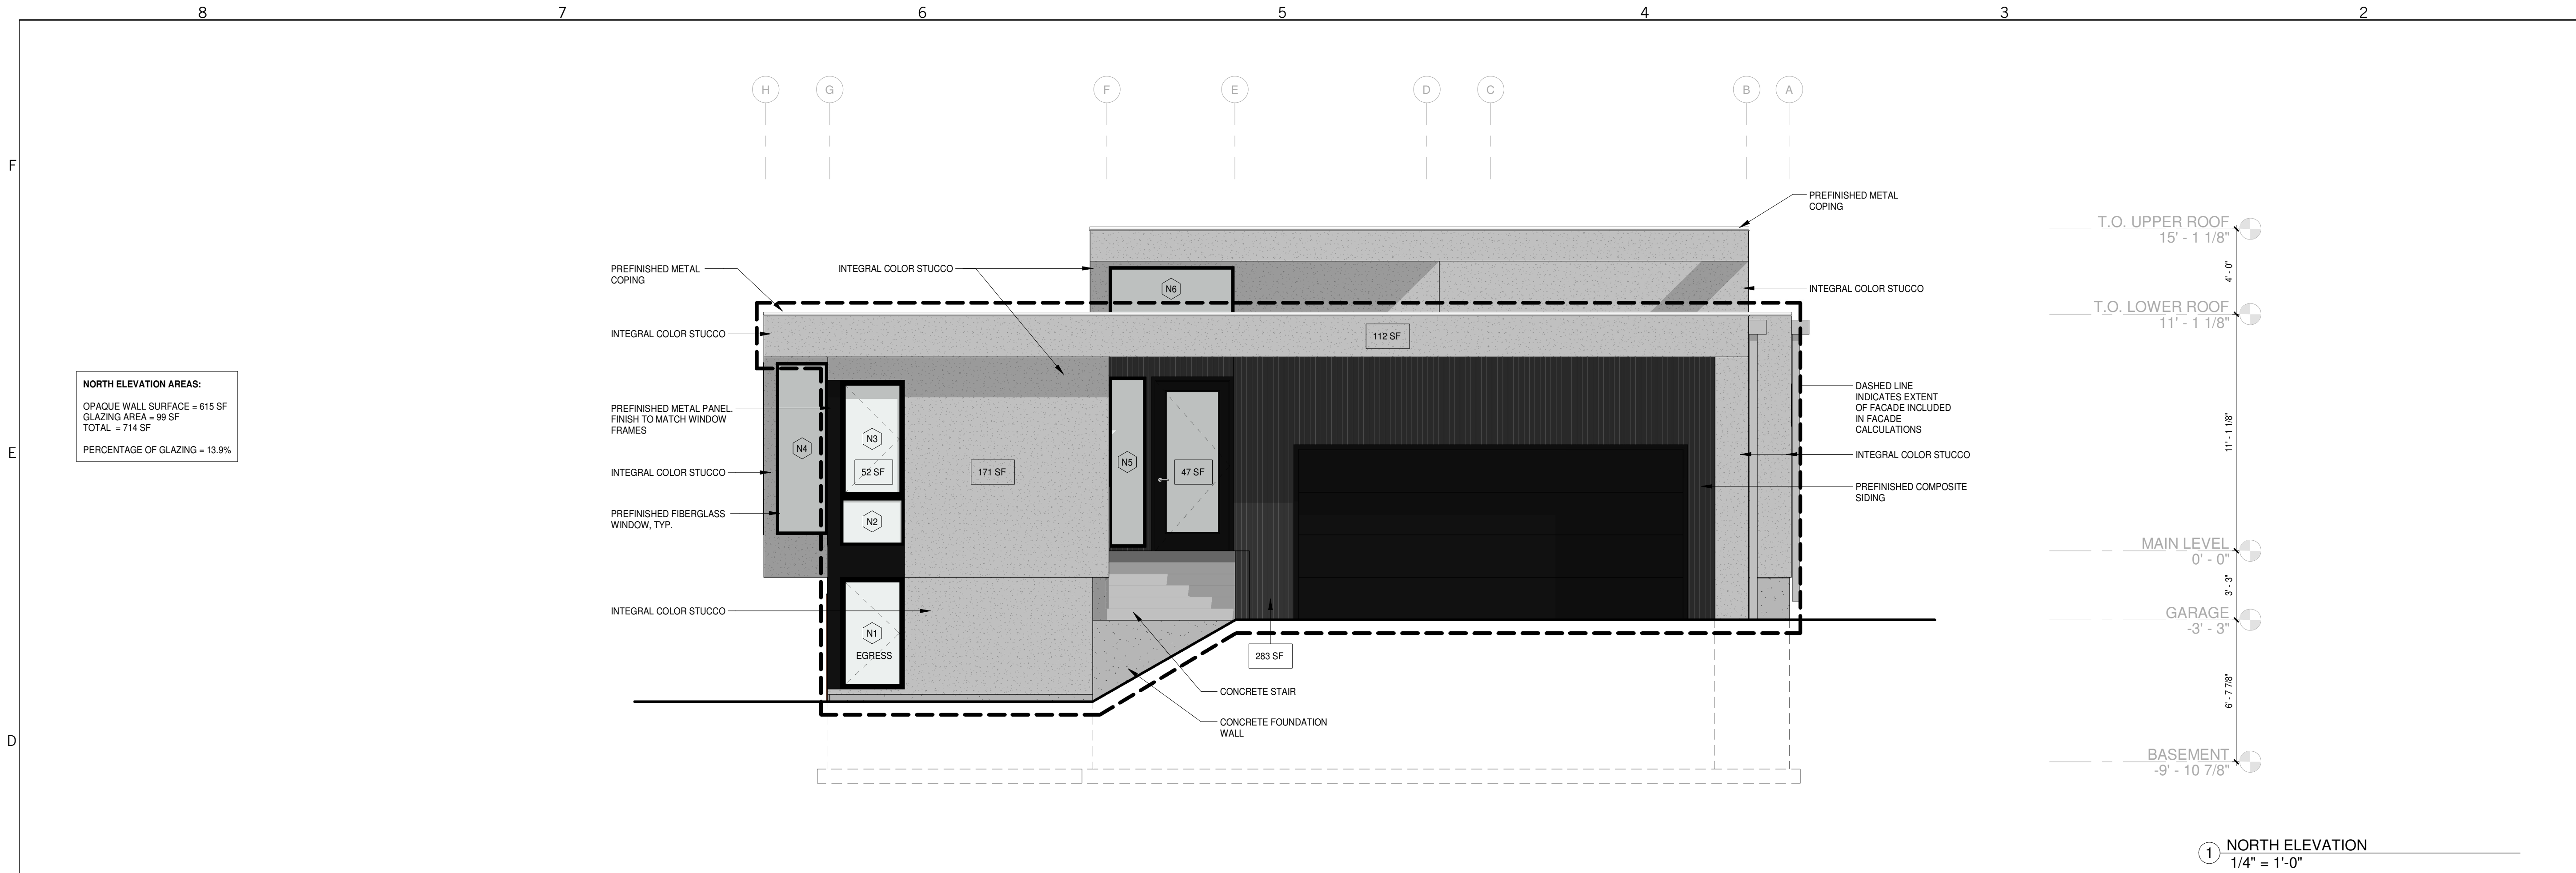 8 7 6 5 4 3 2
H G F E D C B A
F
E
D
PREFINISHED METAL
COPING
T.O. UPPER ROOF
15' - 1 1/8"
4' - 0"
PREFINISHED METAL
COPING
INTEGRAL COLOR STUCCO
N6
INTEGRAL COLOR STUCCO
T.O. LOWER ROOF
11' - 1 1/8"
INTEGRAL COLOR STUCCO
112 SF
NORTH ELEVATION AREAS:
OPAQUE WALL SURFACE = 615 SF
GLAZING AREA = 99 SF
TOTAL = 714 SF
PERCENTAGE OF GLAZING = 13.9%
PREFINISHED METAL PANEL.
FINISH TO MATCH WINDOW
FRAMES
DASHED LINE
INDICATES EXTENT
OF FACADE INCLUDED
IN FACADE
CALCULATIONS
11' - 1 1/8"
N4
N3
N5
INTEGRAL COLOR STUCCO
INTEGRAL COLOR STUCCO
52 SF
171 SF
47 SF
PREFINISHED COMPOSITE
SIDING
PREFINISHED FIBERGLASS
WINDOW, TYP.
N2
MAIN LEVEL
0' - 0"
3' - 3"
INTEGRAL COLOR STUCCO
GARAGE
-3' - 3"
N1
EGRESS
283 SF
CONCRETE STAIR
6' - 7 7/8"
CONCRETE FOUNDATION
WALL
BASEMENT
-9' - 10 7/8"
1 NORTH ELEVATION
1/4" = 1'-0"